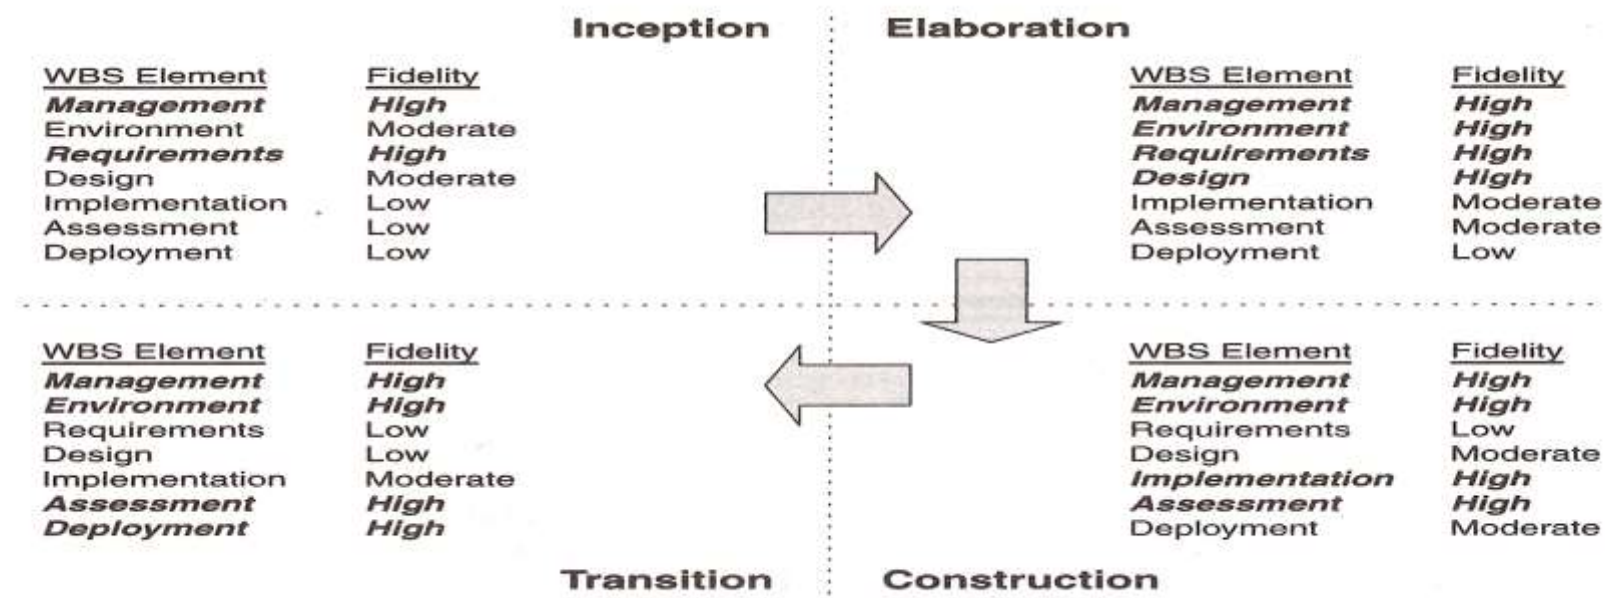 Inception
WBS Element Fidelity
Management High
Environment Moderate
Requirements High
Design Moderate
Implementation Low
Assessment Low
Deployment Low
Elaboration
WBS Element Fidelity
Management High
Environment High
Requirements High
Design High
Implementation Moderate
Assessment Moderate
Deployment Low
WBS Element Fidelity
Management High
Environment High
Requirements Low
Design Low
Implementation Moderate
Assessment High
Deployment High
Transition
WBS Element Fidelity
Management High
Environment High
Requirements Low
Design Moderate
Implementation High
Assessment High
Deployment Moderate
Construction